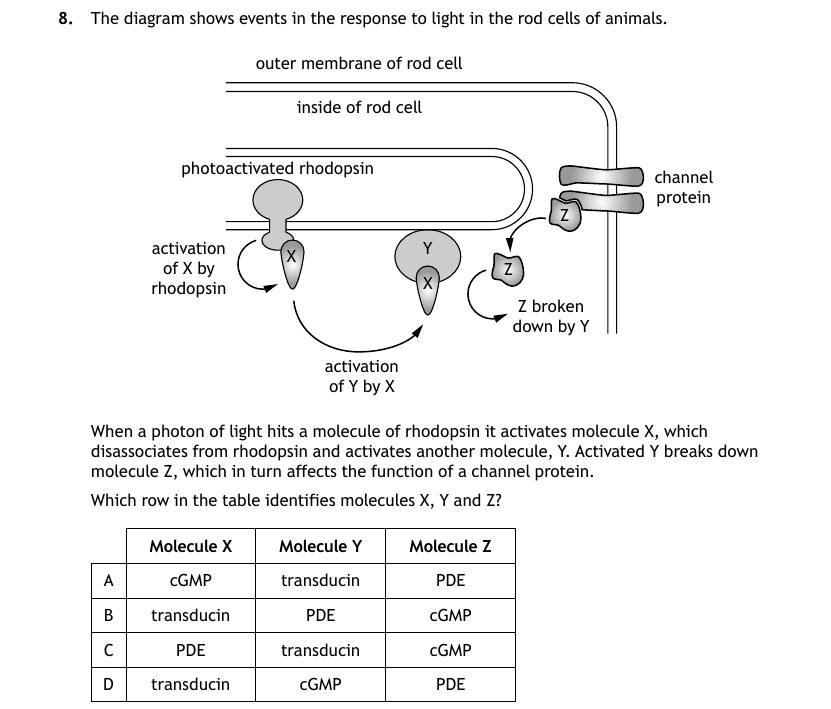 8. The diagram shows events in the response to light in the rod cells of animals.
outer membrane of rod cell
inside of rod cell
photoactivated rhodopsin
channel
protein
Z
activation
of X by
rhodopsin
X
Y
X
Z
Z broken
down by Y
activation
of Y by X
When a photon of light hits a molecule of rhodopsin it activates molecule X, which
disassociates from rhodopsin and activates another molecule, Y. Activated Y breaks down
molecule Z, which in turn affects the function of a channel protein.
Which row in the table identifies molecules X, Y and Z?
Molecule X Molecule Y Molecule Z
A cGMP transducin PDE
B transducin PDE cGMP
C PDE transducin cGMP
D transducin cGMP PDE